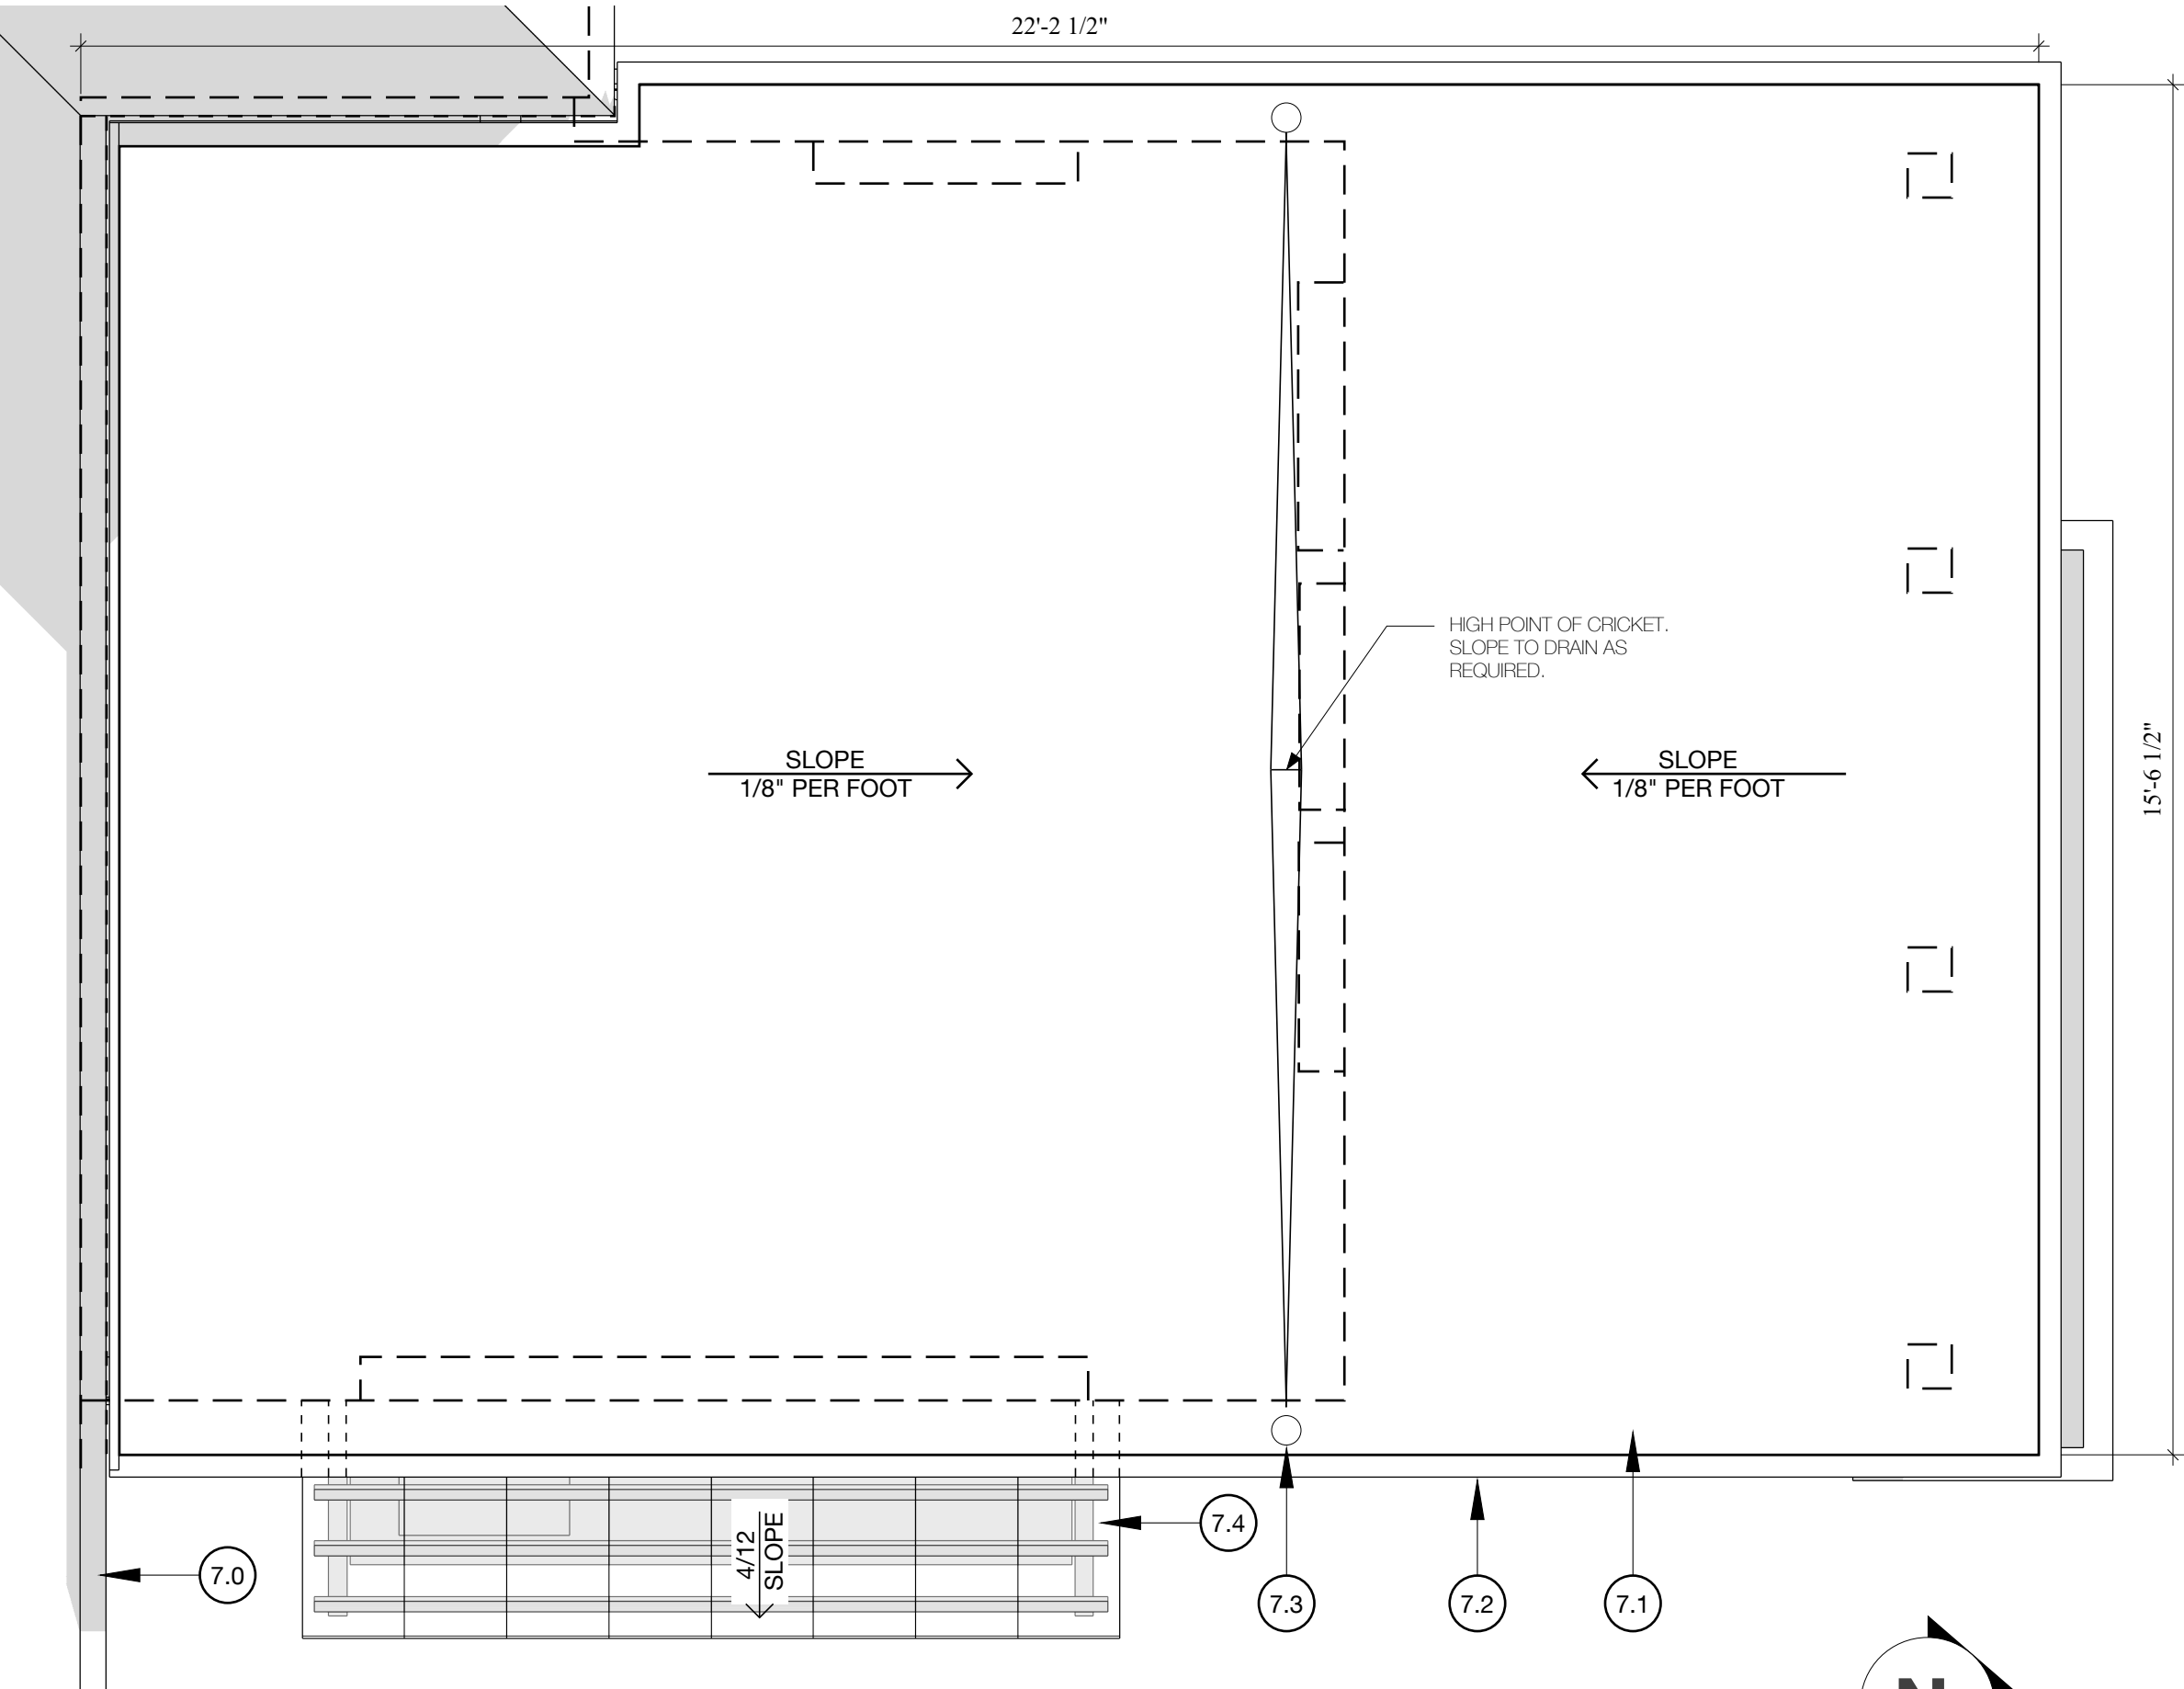 22'-2 1/2"
HIGH POINT OF CRICKET.
SLOPE TO DRAIN AS
REQUIRED.
15'-6 1/2"
SLOPE
1/8" PER FOOT
SLOPE
1/8" PER FOOT
4/12
SLOPE
7.4
7.0
7.3
7.2
7.1
N